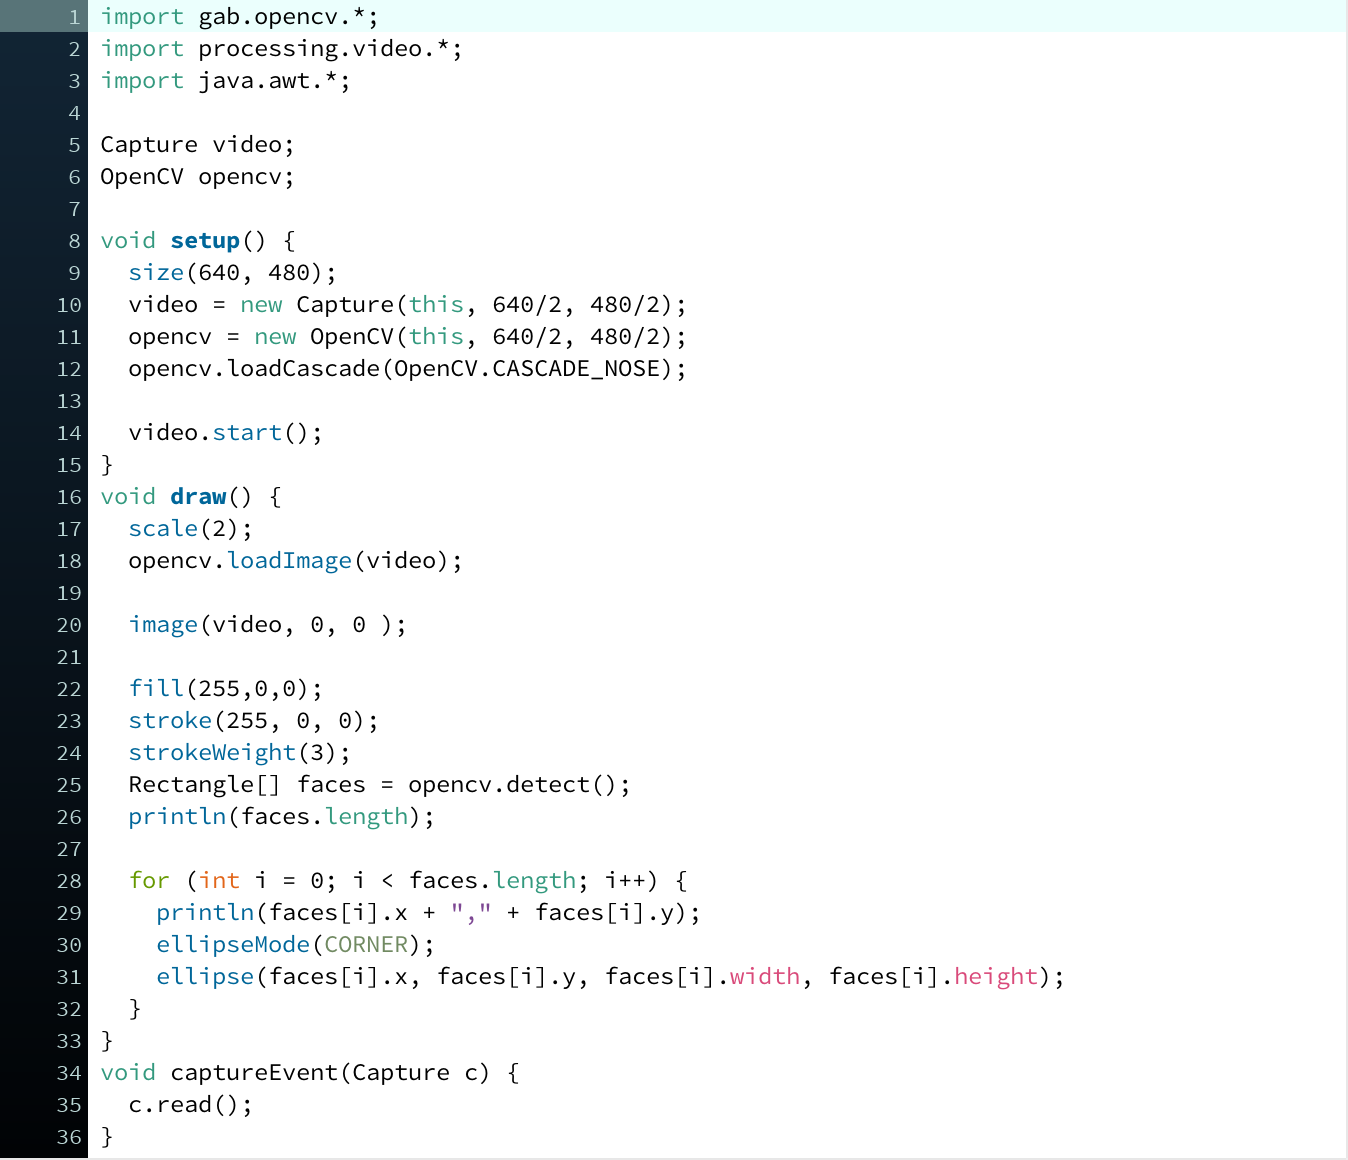 1 import gab.opencv.*;
2 import processing.video.*;
3 import java.awt.*;
4
5 Capture video;
6 OpenCV opencv;
7
8 void setup() {
9   size(640, 480);
10   video = new Capture(this, 640/2, 480/2);
11   opencv = new OpenCV(this, 640/2, 480/2);
12   opencv.loadCascade(OpenCV.CASCADE_NOSE);
13
14   video.start();
15 }
16 void draw() {
17   scale(2);
18   opencv.loadImage(video);
19
20   image(video, 0, 0 );
21
22   fill(255,0,0);
23   stroke(255, 0, 0);
24   strokeWeight(3);
25   Rectangle[] faces = opencv.detect();
26   println(faces.length);
27
28   for (int i = 0; i < faces.length; i++) {
29     println(faces[i].x + "," + faces[i].y);
30     ellipseMode(CORNER);
31     ellipse(faces[i].x, faces[i].y, faces[i].width, faces[i].height);
32   }
33 }
34 void captureEvent(Capture c) {
35   c.read();
36 }